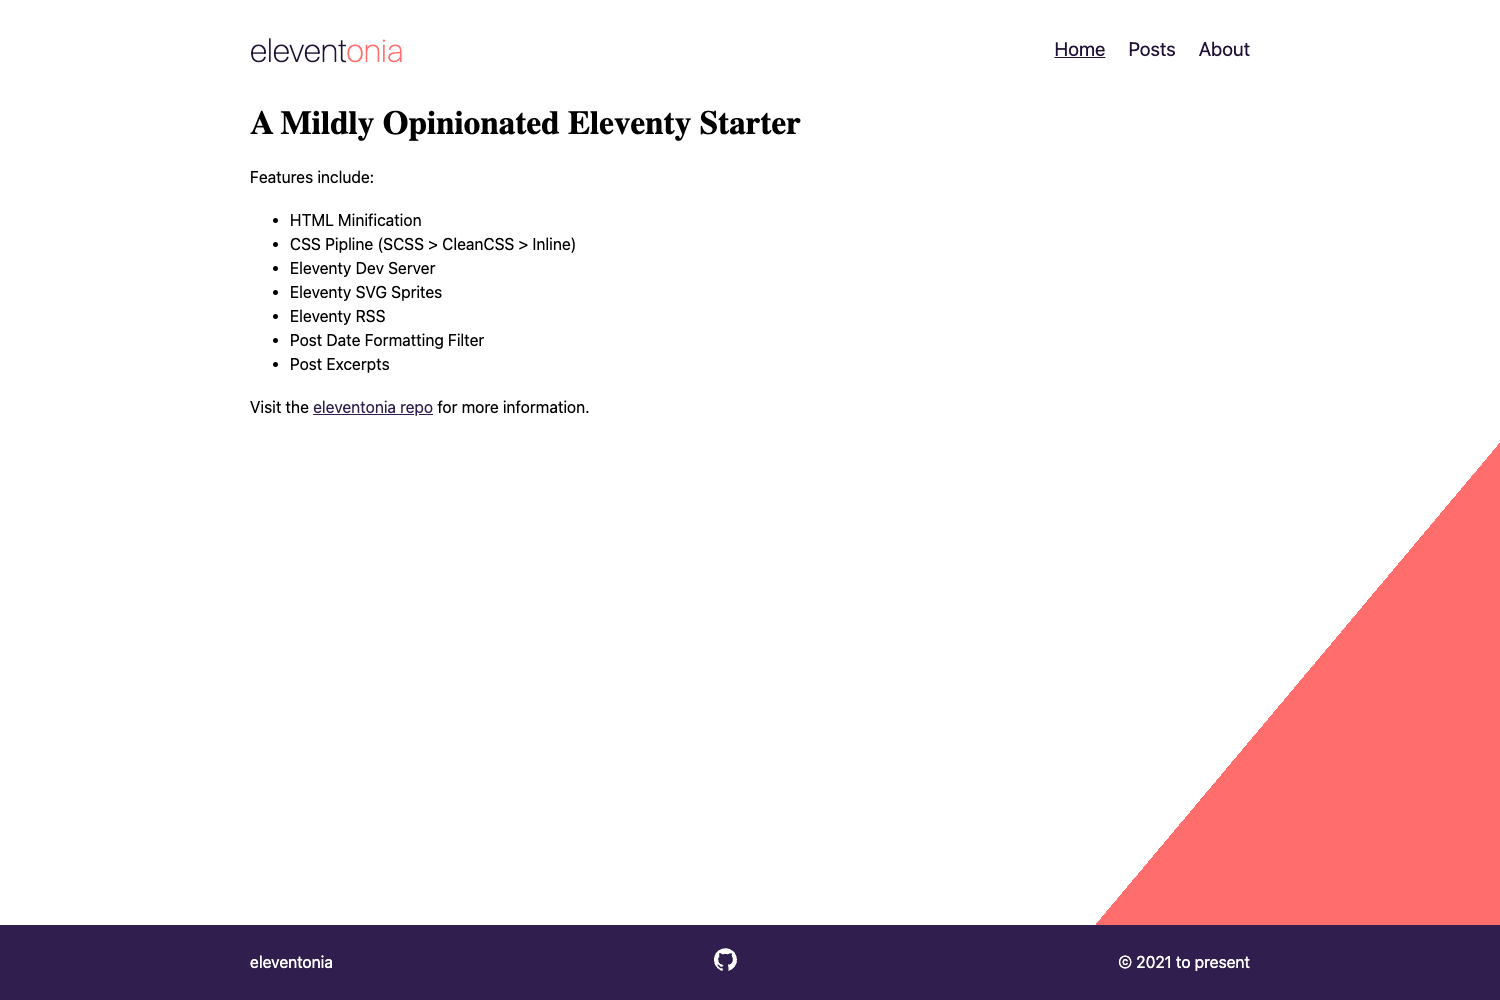 eleventonia
Home Posts About
A Mildly Opinionated Eleventy Starter
Features include:
• HTML Minification
• CSS Pipline (SCSS > CleanCSS > Inline)
• Eleventy Dev Server
• Eleventy SVG Sprites
• Eleventy RSS
• Post Date Formatting Filter
• Post Excerpts
Visit the eleventonia repo for more information.
eleventonia
© 2021 to present